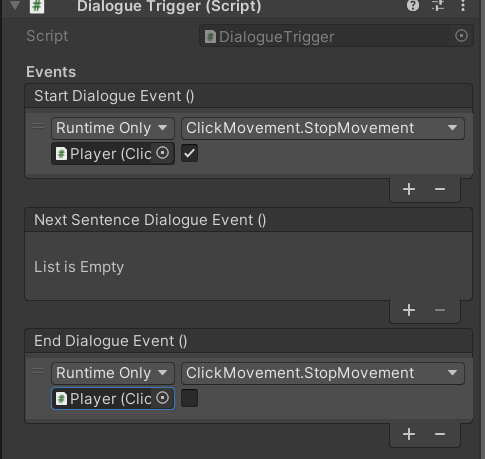 Dialogue Trigger (Script)
Script DialogueTrigger
Events
Start Dialogue Event ()
Runtime Only ClickMovement.StopMovement
Player (Clic
Next Sentence Dialogue Event ()
List is Empty
End Dialogue Event ()
Runtime Only ClickMovement.StopMovement
Player (Clic